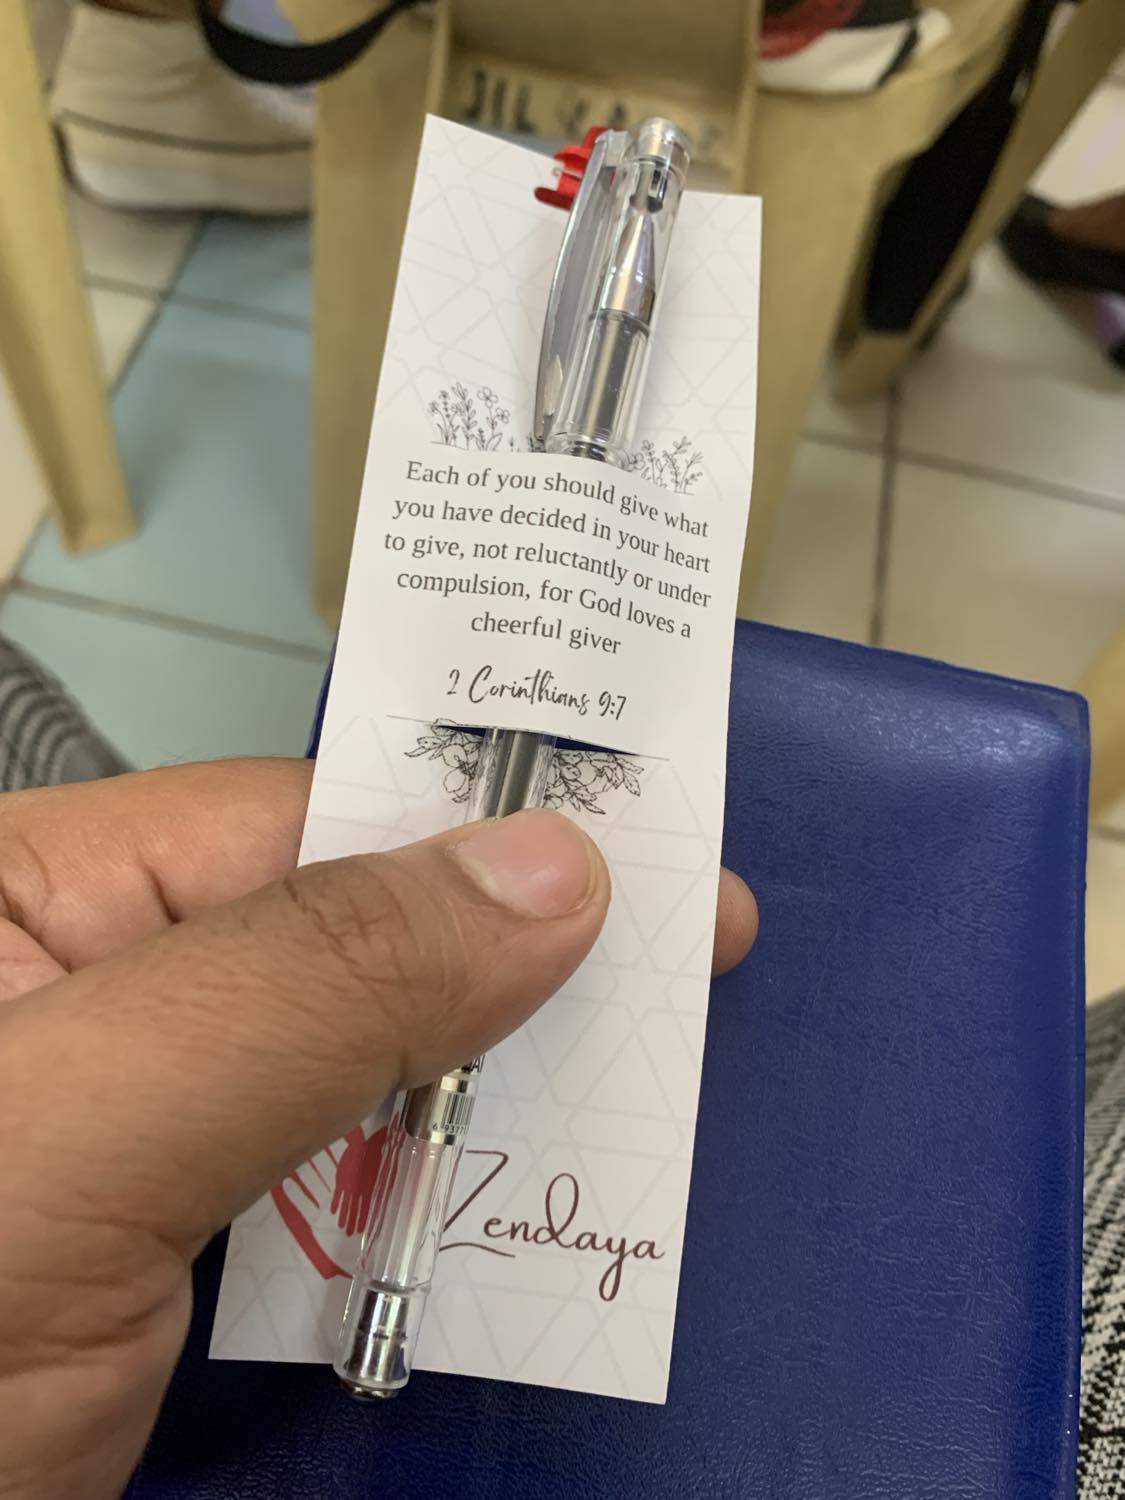 Each of you should give what
you have decided in your heart
to give, not reluctantly or under
compulsion, for God loves a
cheerful giver
2 Corinthians 9:7
Zendaya